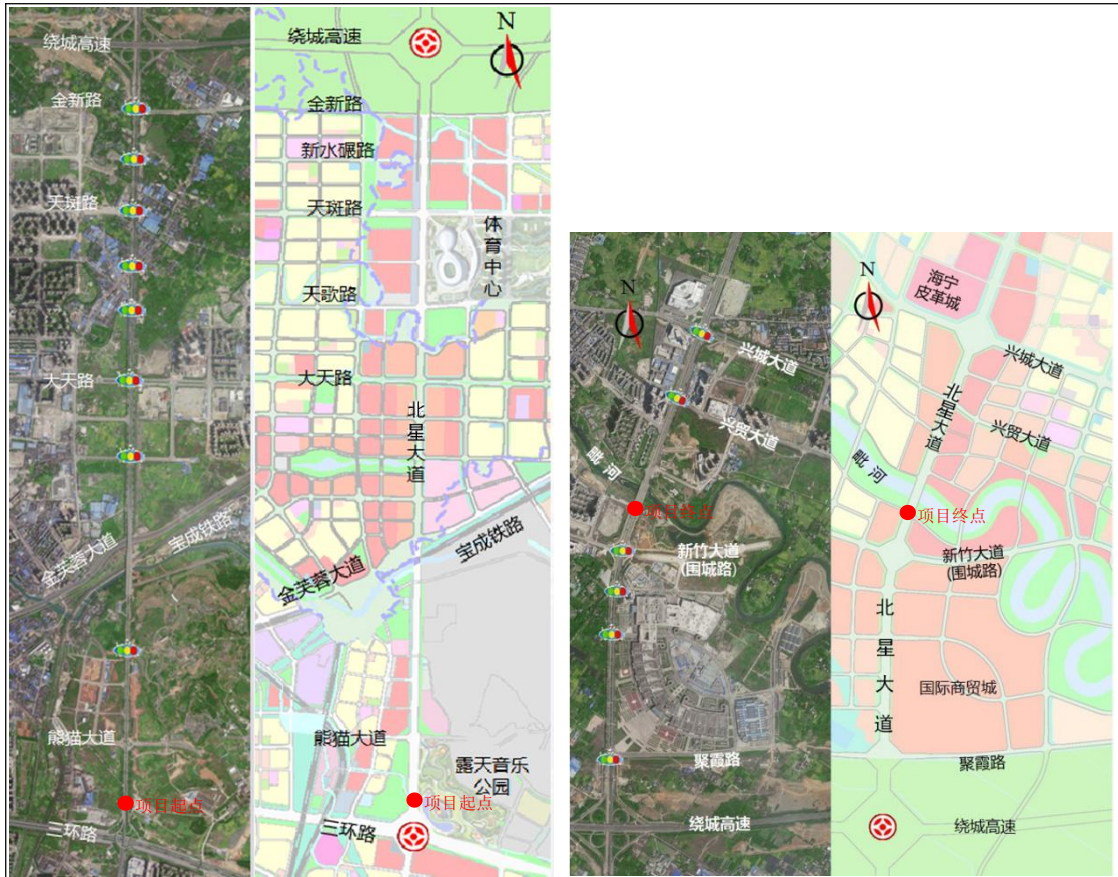 绕城高速
金新路
天斑路
大天路
宝成铁路
金芙蓉大道
熊猫大道
项目起点
三环路
N
绕城高速
金新路
新水碾路
天斑路
体育中心
天歌路
大天路
北星大道
宝成铁路
金芙蓉大道
熊猫大道
露天音乐
公园
项目起点
三环路
N
兴城大道
兴贸大道
毗河
项目终点
新竹大道
(围城路)
聚霞路
绕城高速
N
海宁
皮革城
兴城大道
北星大道
兴贸大道
毗河
项目终点
新竹大道
(围城路)
北星大道
国际商贸城
聚霞路
绕城高速